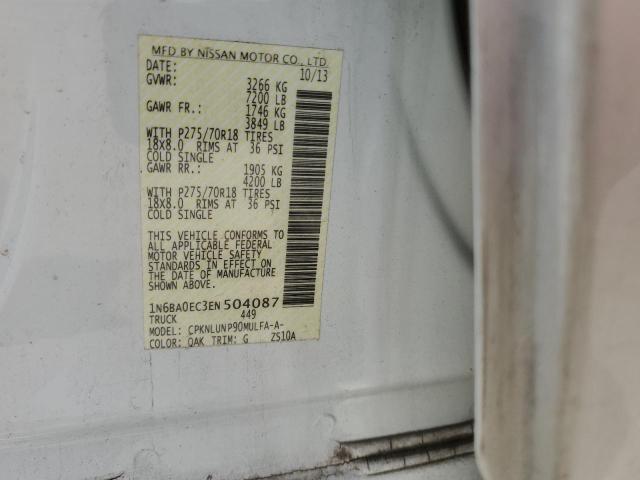 MFD BY NISSAN MOTOR CO., LTD.
DATE: 10/13
GVWR: 3266 KG
7200 LB
GAWR FR.: 1746 KG
3849 LB
WITH P275/70R18 TIRES
18X8.0 RIMS AT 36 PSI
COLD SINGLE
GAWR RR.: 1905 KG
4200 LB
WITH P275/70R18 TIRES
18X8.0 RIMS AT 36 PSI
COLD SINGLE
THIS VEHICLE CONFORMS TO
ALL APPLICABLE FEDERAL
MOTOR VEHICLE SAFETY
STANDARDS IN EFFECT ON
THE DATE OF MANUFACTURE
SHOWN ABOVE.
1N6BA0EC3EN504087
TRUCK 449
MODEL: CPKNLUNP90MULFA-A-
COLOR: QAK TRIM: G ZS10A